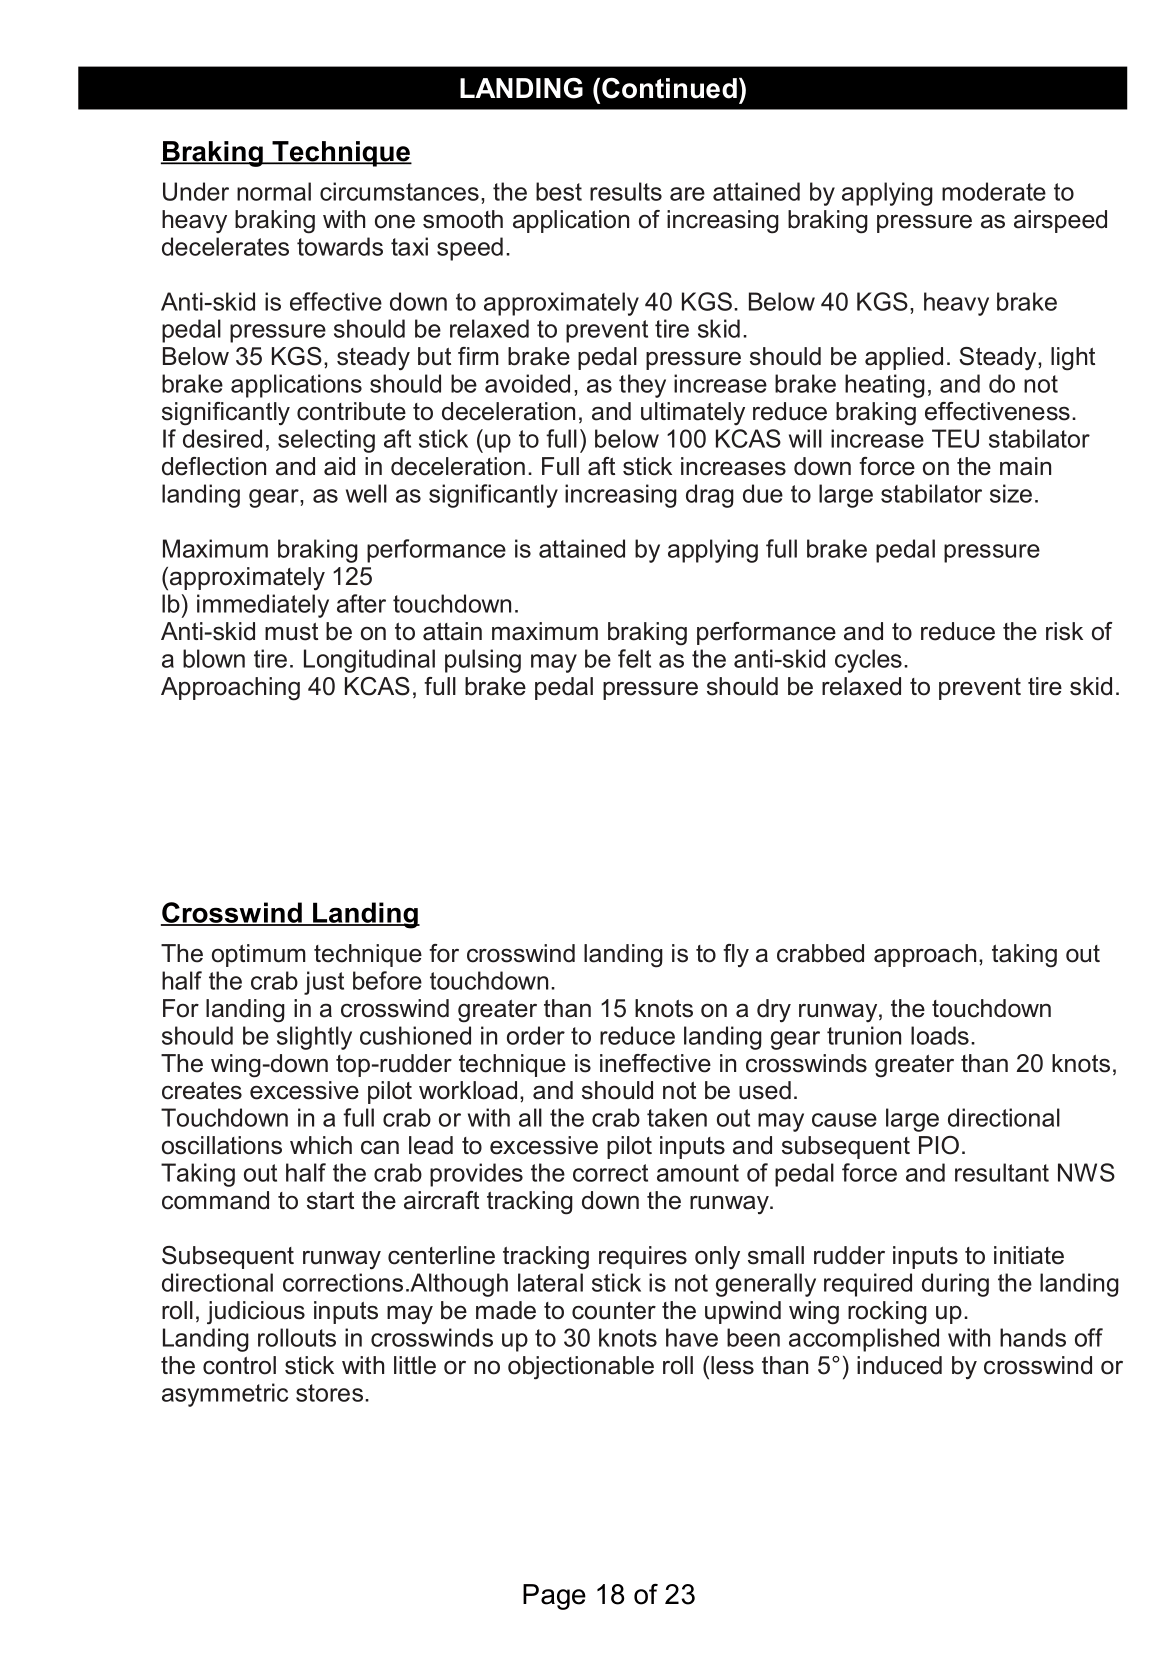 LANDING (Continued)
Braking Technique
Under normal circumstances, the best results are attained by applying moderate to
heavy braking with one smooth application of increasing braking pressure as airspeed
decelerates towards taxi speed.
Anti-skid is effective down to approximately 40 KGS. Below 40 KGS, heavy brake
pedal pressure should be relaxed to prevent tire skid.
Below 35 KGS, steady but firm brake pedal pressure should be applied. Steady, light
brake applications should be avoided, as they increase brake heating, and do not
significantly contribute to deceleration, and ultimately reduce braking effectiveness.
If desired, selecting aft stick (up to full) below 100 KCAS will increase TEU stabilator
deflection and aid in deceleration. Full aft stick increases down force on the main
landing gear, as well as significantly increasing drag due to large stabilator size.
Maximum braking performance is attained by applying full brake pedal pressure
(approximately 125
lb) immediately after touchdown.
Anti-skid must be on to attain maximum braking performance and to reduce the risk of
a blown tire. Longitudinal pulsing may be felt as the anti-skid cycles.
Approaching 40 KCAS, full brake pedal pressure should be relaxed to prevent tire skid.
Crosswind Landing
The optimum technique for crosswind landing is to fly a crabbed approach, taking out
half the crab just before touchdown.
For landing in a crosswind greater than 15 knots on a dry runway, the touchdown
should be slightly cushioned in order to reduce landing gear trunion loads.
The wing-down top-rudder technique is ineffective in crosswinds greater than 20 knots,
creates excessive pilot workload, and should not be used.
Touchdown in a full crab or with all the crab taken out may cause large directional
oscillations which can lead to excessive pilot inputs and subsequent PIO.
Taking out half the crab provides the correct amount of pedal force and resultant NWS
command to start the aircraft tracking down the runway.
Subsequent runway centerline tracking requires only small rudder inputs to initiate
directional corrections.Although lateral stick is not generally required during the landing
roll, judicious inputs may be made to counter the upwind wing rocking up.
Landing rollouts in crosswinds up to 30 knots have been accomplished with hands off
the control stick with little or no objectionable roll (less than 5°) induced by crosswind or
asymmetric stores.
Page 18 of 23